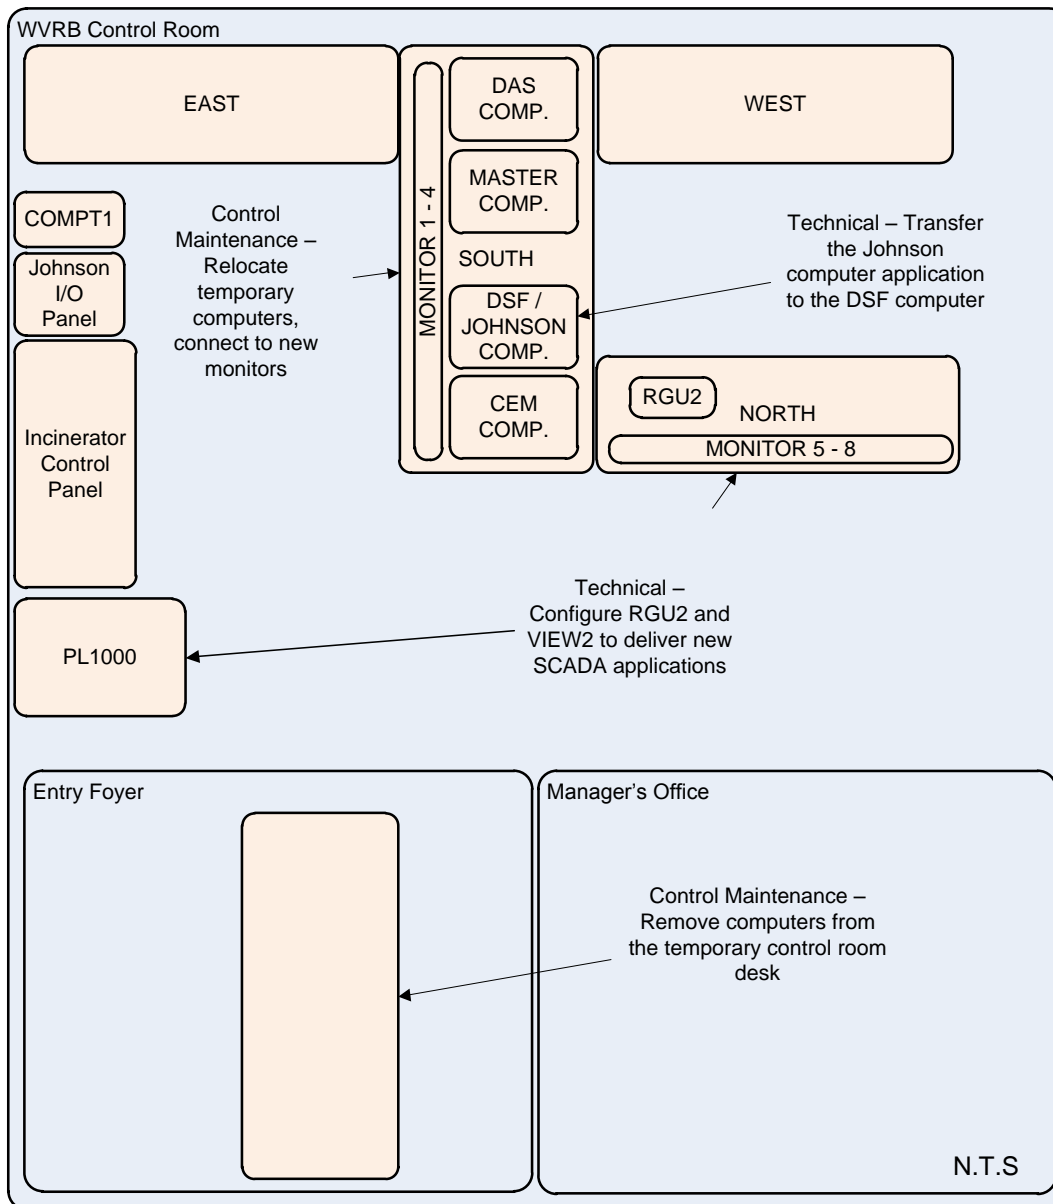 WVRB Control Room
EAST
DAS
COMP.
WEST
MASTER
COMP.
MONITOR 1 - 4
SOUTH
DSF /
JOHNSON
COMP.
CEM
COMP.
COMPT1
Johnson
I/O
Panel
Incinerator
Control
Panel
PL1000
Control
Maintenance –
Relocate
temporary
computers,
connect to new
monitors
Technical – Transfer
the Johnson
computer application
to the DSF computer
RGU2
NORTH
MONITOR 5 - 8
Technical –
Configure RGU2 and
VIEW2 to deliver new
SCADA applications
Entry Foyer
Manager's Office
Control Maintenance –
Remove computers from
the temporary control room
desk
N.T.S